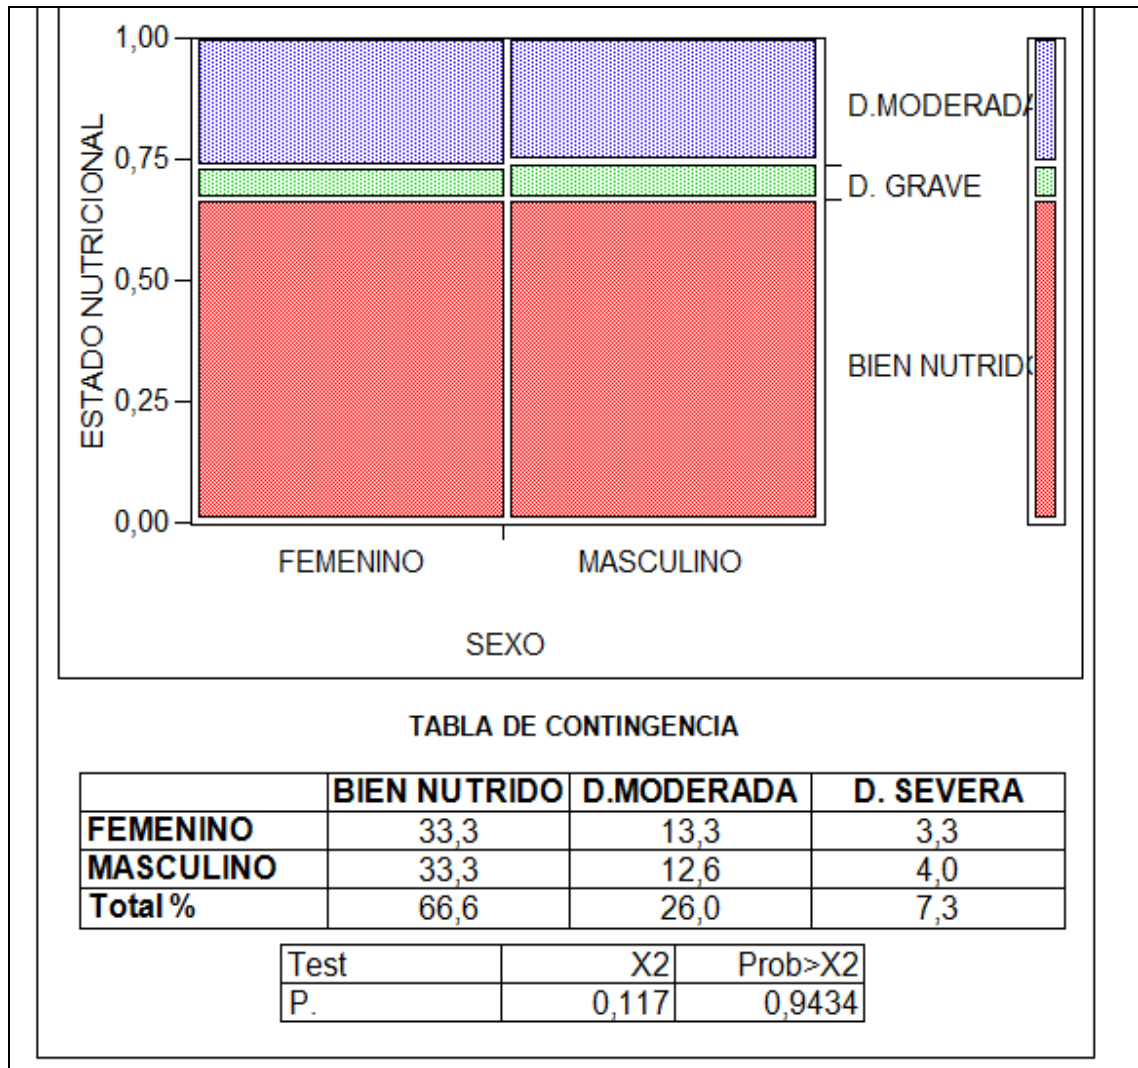 1,00
0,75
0,50
0,25
0,00
ESTADO NUTRICIONAL
D.MODERADA
D. GRAVE
BIEN NUTRIDO
FEMENINO MASCULINO
SEXO
TABLA DE CONTINGENCIA
BIEN NUTRIDO D.MODERADA D. SEVERA
FEMENINO 33,3 13,3 3,3
MASCULINO 33,3 12,6 4,0
Total % 66,6 26,0 7,3
Test X2 Prob>X2
P. 0,117 0,9434